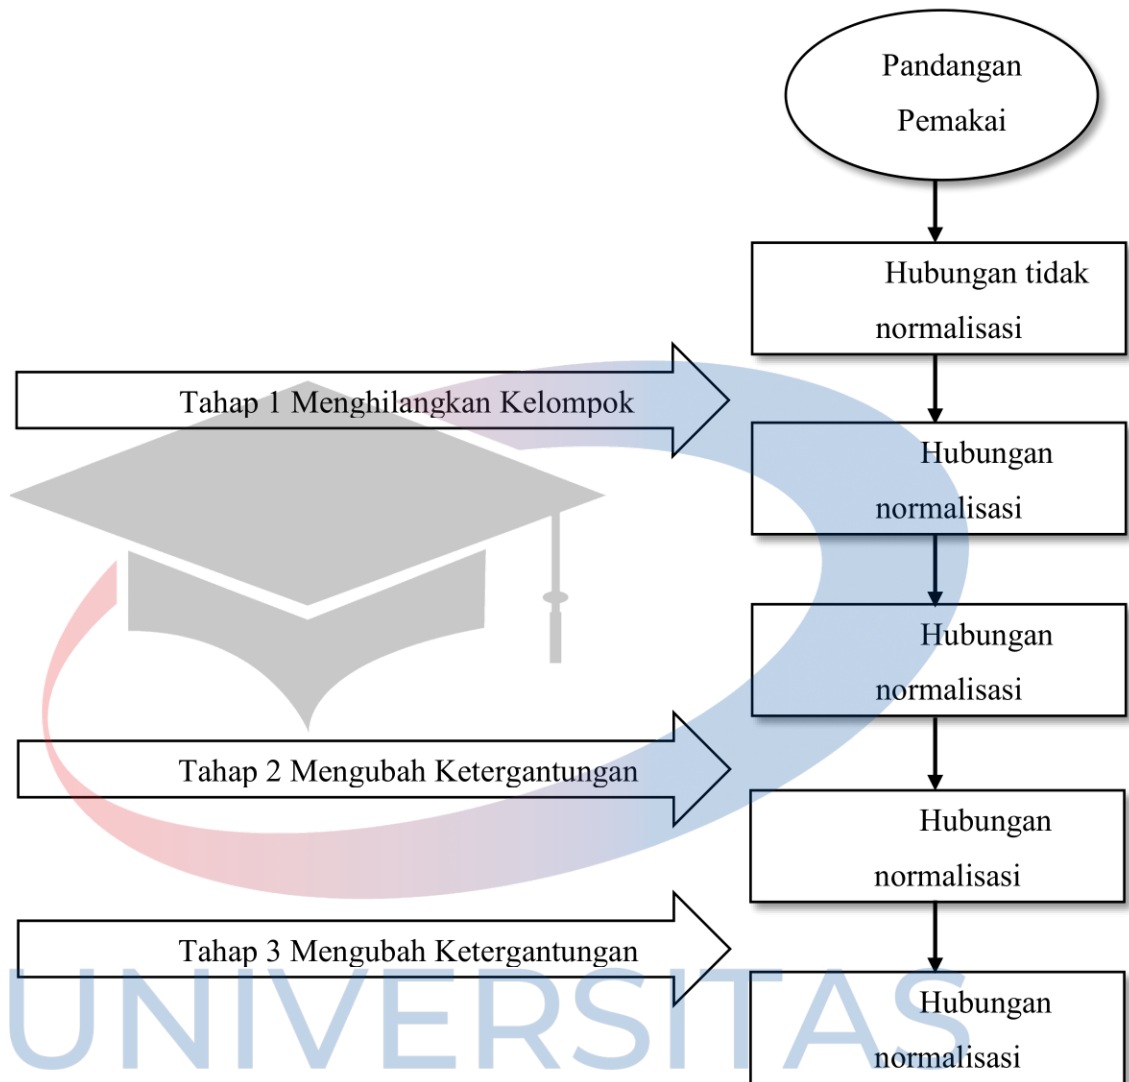 Pandangan
Pemakai
Hubungan tidak
normalisasi
Tahap 1 Menghilangkan Kelompok
Hubungan
normalisasi
Hubungan
normalisasi
Tahap 2 Mengubah Ketergantungan
Hubungan
normalisasi
Tahap 3 Mengubah Ketergantungan
Hubungan
normalisasi
UNIVERSITAS